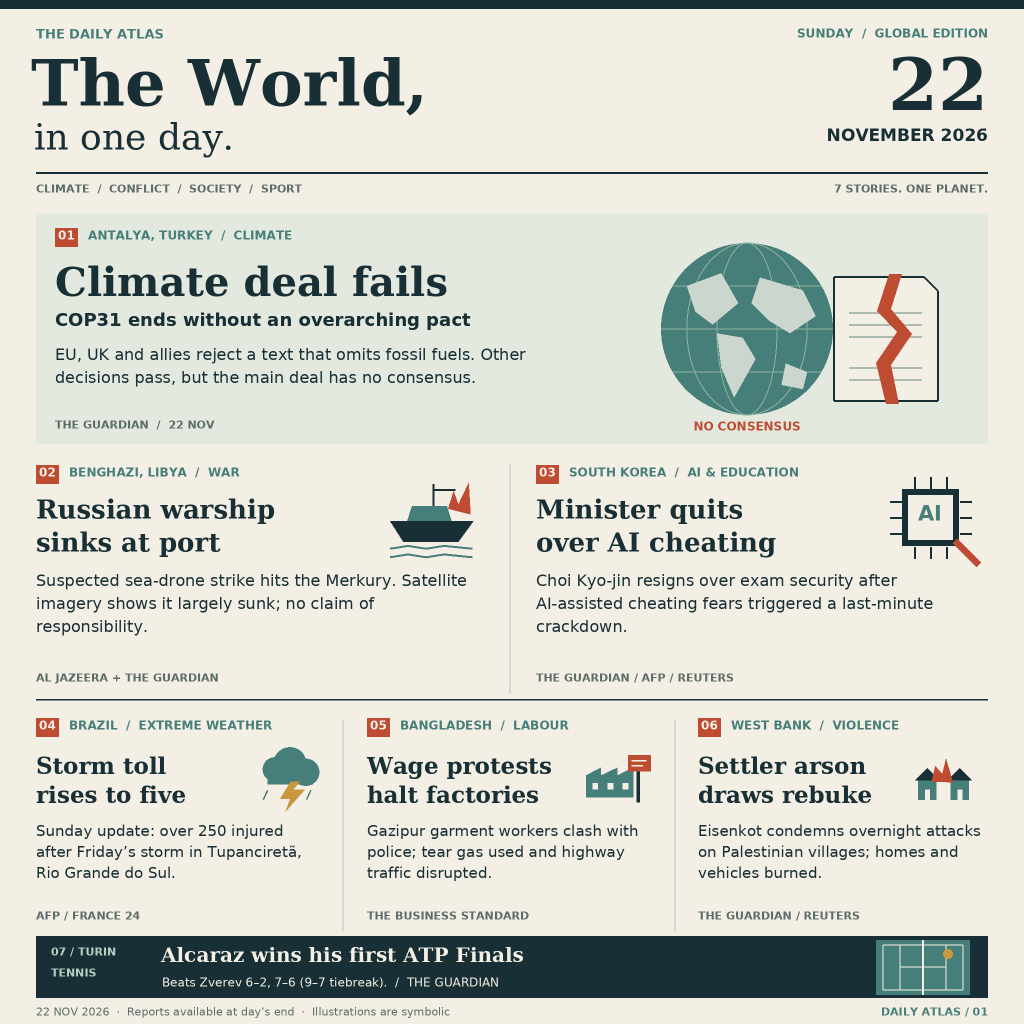 THE DAILY ATLAS
SUNDAY / GLOBAL EDITION
The World,
in one day.
22
NOVEMBER 2026
CLIMATE / CONFLICT / SOCIETY / SPORT
7 STORIES. ONE PLANET.
01 ANTALYA, TURKEY / CLIMATE
Climate deal fails
COP31 ends without an overarching pact
EU, UK and allies reject a text that omits fossil fuels. Other
decisions pass, but the main deal has no consensus.
THE GUARDIAN / 22 NOV
NO CONSENSUS
02 BENGHAZI, LIBYA / WAR
Russian warship
sinks at port
Suspected sea-drone strike hits the Merkury. Satellite
imagery shows it largely sunk; no claim of
responsibility.
AL JAZEERA + THE GUARDIAN
03 SOUTH KOREA / AI & EDUCATION
Minister quits
over AI cheating
AI
Choi Kyo-jin resigns over exam security after
AI-assisted cheating fears triggered a last-minute
crackdown.
THE GUARDIAN / AFP / REUTERS
04 BRAZIL / EXTREME WEATHER
Storm toll
rises to five
Sunday update: over 250 injured
after Friday’s storm in Tupanciretã,
Rio Grande do Sul.
AFP / FRANCE 24
05 BANGLADESH / LABOUR
Wage protests
halt factories
Gazipur garment workers clash with
police; tear gas used and highway
traffic disrupted.
THE BUSINESS STANDARD
06 WEST BANK / VIOLENCE
Settler arson
draws rebuke
Eisenkot condemns overnight attacks
on Palestinian villages; homes and
vehicles burned.
THE GUARDIAN / REUTERS
07 / TURIN
TENNIS
Alcaraz wins his first ATP Finals
Beats Zverev 6–2, 7–6 (9–7 tiebreak). / THE GUARDIAN
22 NOV 2026 · Reports available at day’s end · Illustrations are symbolic
DAILY ATLAS / 01